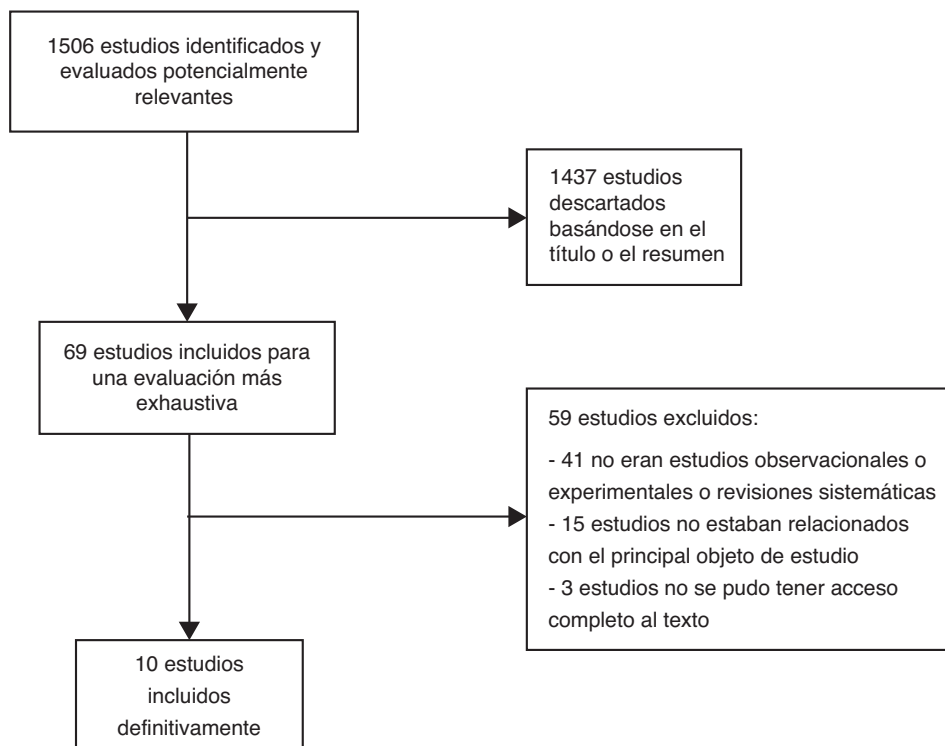 1506 estudios identificados y
evaluados potencialmente
relevantes
1437 estudios
descartados
basándose en el
título o el resumen
69 estudios incluidos para
una evaluación más
exhaustiva
59 estudios excluidos:
- 41 no eran estudios observacionales o
experimentales o revisiones sistemáticas
- 15 estudios no estaban relacionados
con el principal objeto de estudio
- 3 estudios no se pudo tener acceso
completo al texto
10 estudios
incluidos
definitivamente